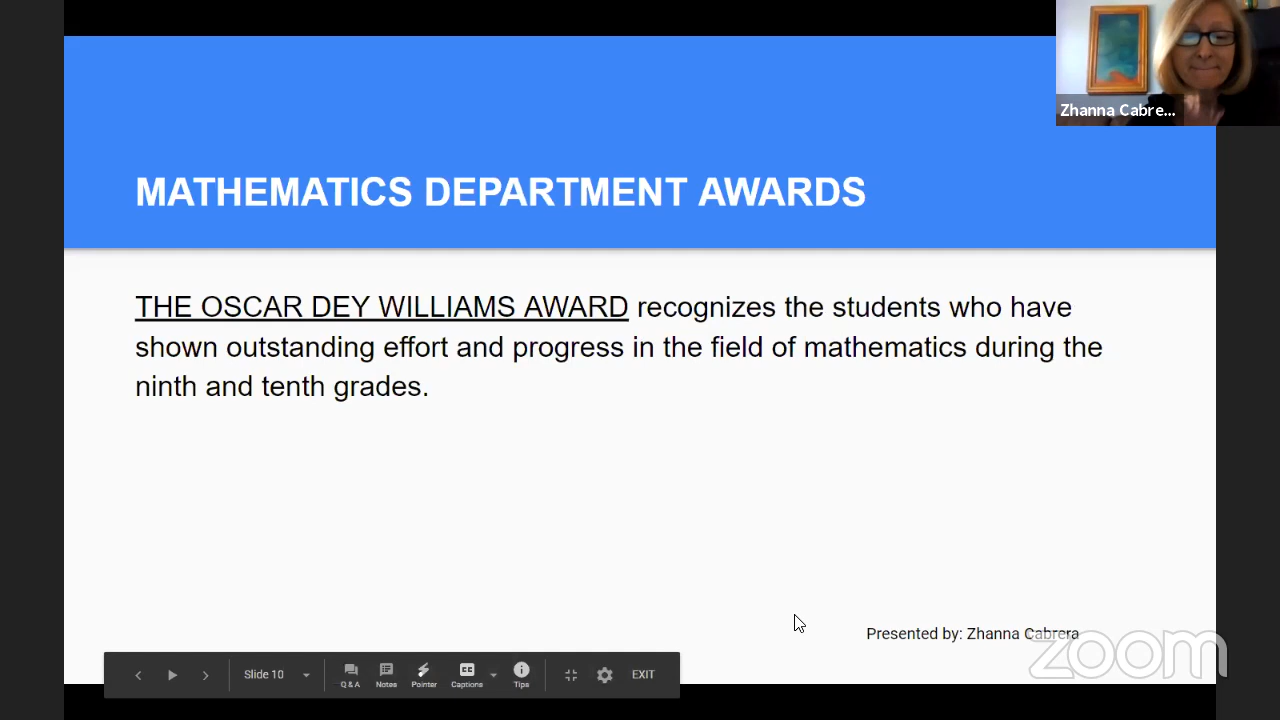 Zhanna Cabre...
MATHEMATICS DEPARTMENT AWARDS
THE OSCAR DEY WILLIAMS AWARD recognizes the students who have
shown outstanding effort and progress in the field of mathematics during the
ninth and tenth grades.
Presented by: Zhanna Cabrera
zoom
Slide 10
Q & A
Notes
Pointer
CC
Captions
Tips
EXIT